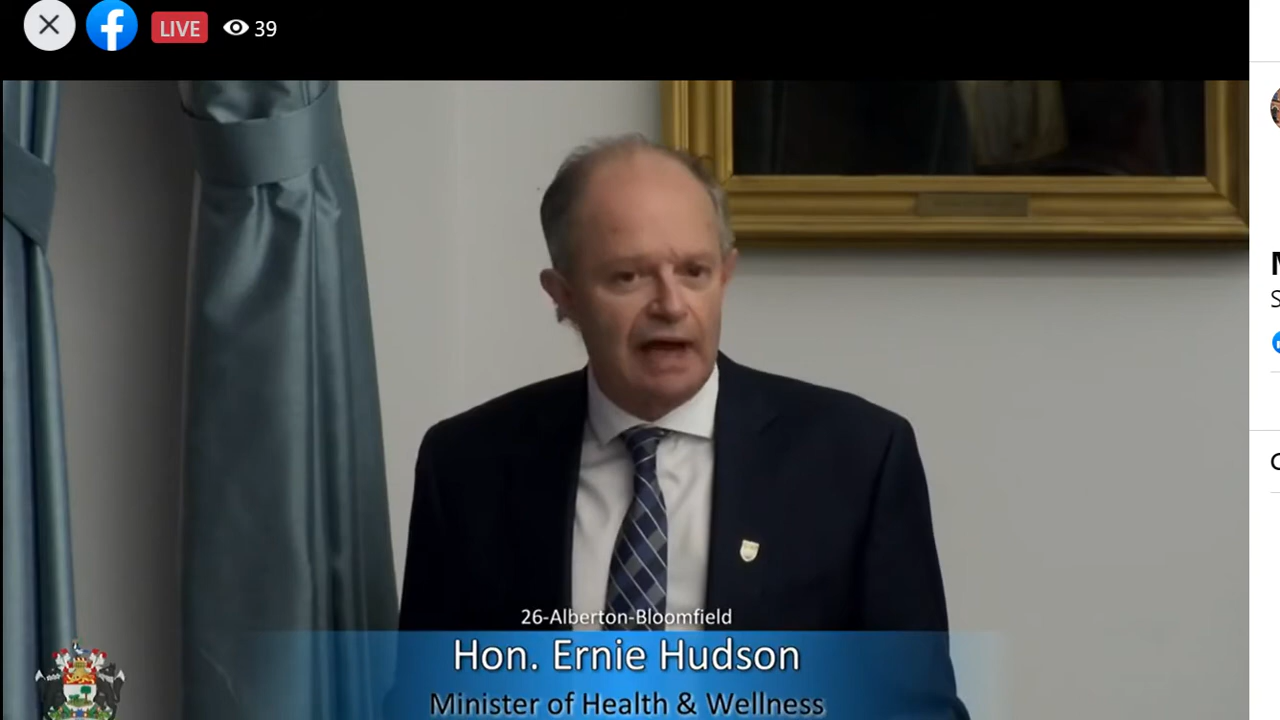 LIVE 39
26-Alberton-Bloomfield
Hon. Ernie Hudson
Minister of Health & Wellness